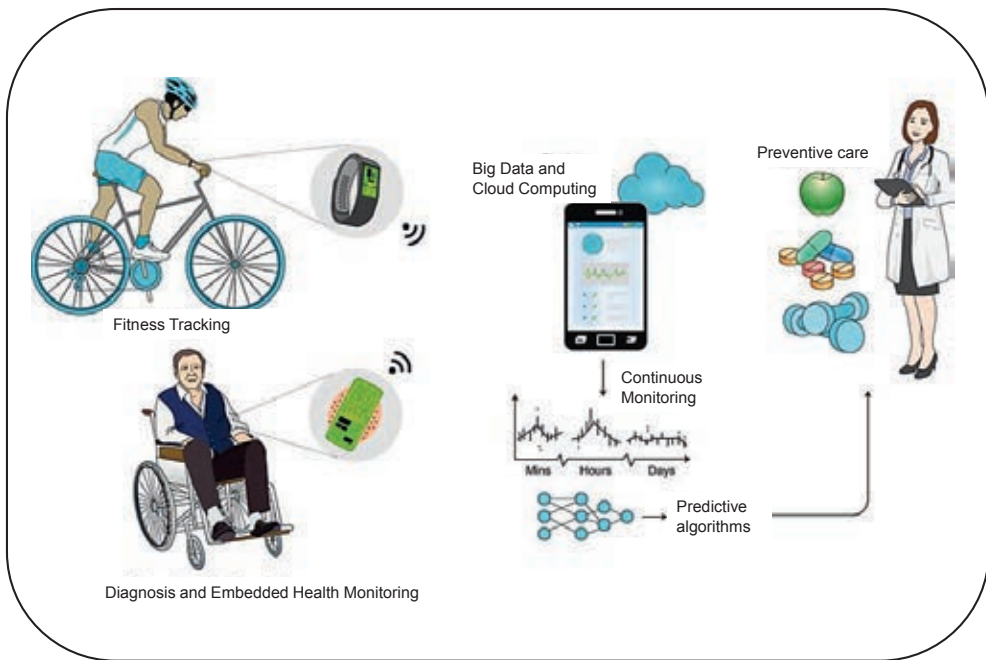 Fitness Tracking
Diagnosis and Embedded Health Monitoring
Big Data and
Cloud Computing
Continuous
Monitoring
Mins
Hours
Days
Predictive
algorithms
Preventive care